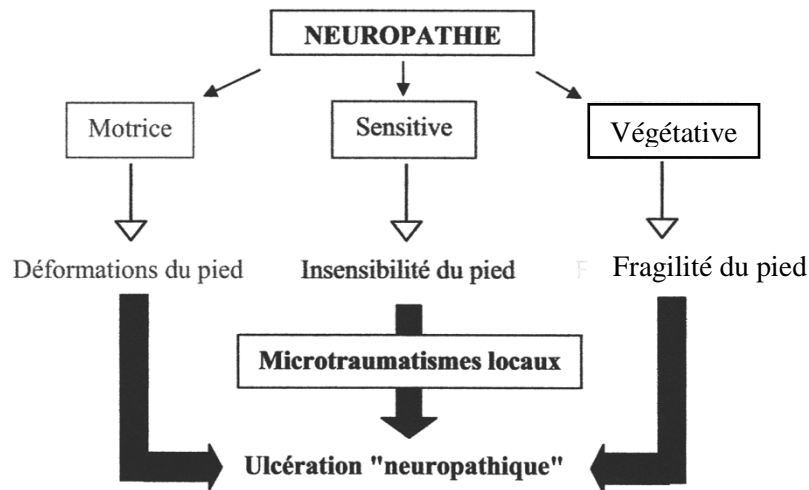 NEUROPATHIE
Motrice
Sensitive
Végétative
Déformations du pied
Insensibilité du pied
F Fragilité du pied
Microtraumatismes locaux
Ulcération "neuropathique"